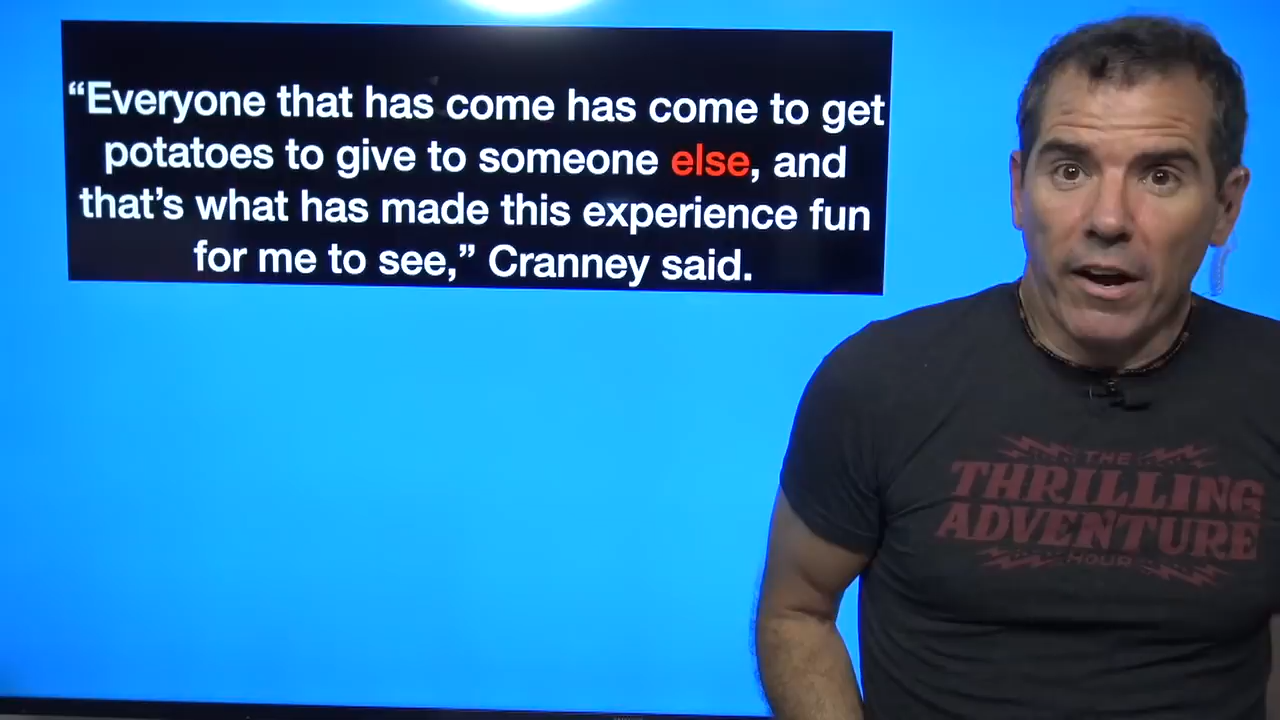 “Everyone that has come has come to get
potatoes to give to someone else, and
that’s what has made this experience fun
for me to see,” Cranney said.
THE
THRILLING
ADVENTURE
HOUR